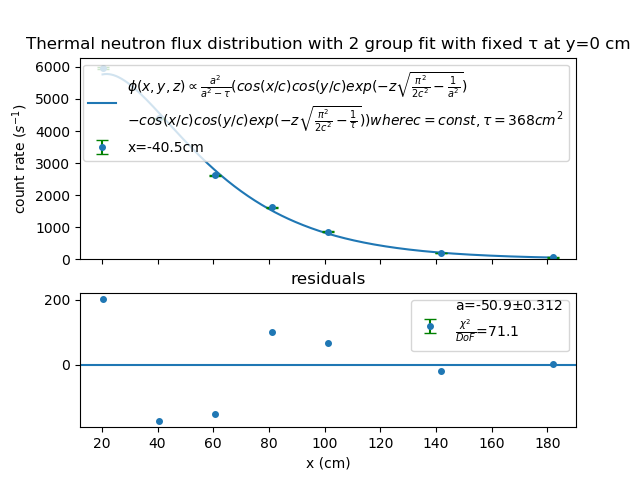 Thermal neutron flux distribution with 2 group fit with fixed τ at y=0 cm
6000
5000
4000
3000
2000
1000
0
count rate (s⁻¹)
ϕ(x, y, z) ∝ a²/(a² − τ) (cos(x/c)cos(y/c)exp(−z√(π²/2c² − 1/a²))
−cos(x/c)cos(y/c)exp(−z√(π²/2c² − 1/τ)))wherec = const, τ = 368cm²
x=-40.5cm
residuals
200
0
a=-50.9±0.312
χ²/DoF=71.1
20 40 60 80 100 120 140 160 180
x (cm)